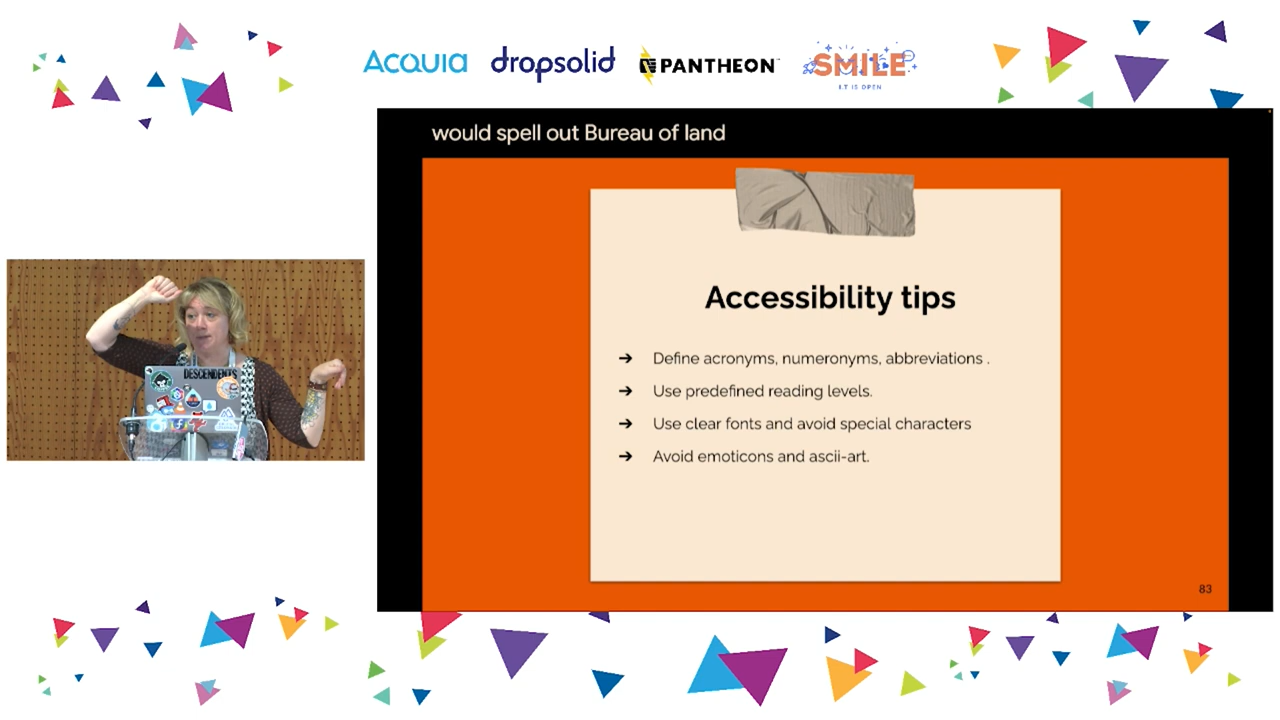 Acquia
dropsolid
PANTHEON
SMILE
I.T IS OPEN
would spell out Bureau of land
Accessibility tips
➔ Define acronyms, numeronyms, abbreviations .
➔ Use predefined reading levels.
➔ Use clear fonts and avoid special characters
➔ Avoid emoticons and ascii-art.
83
DESCENDENTS